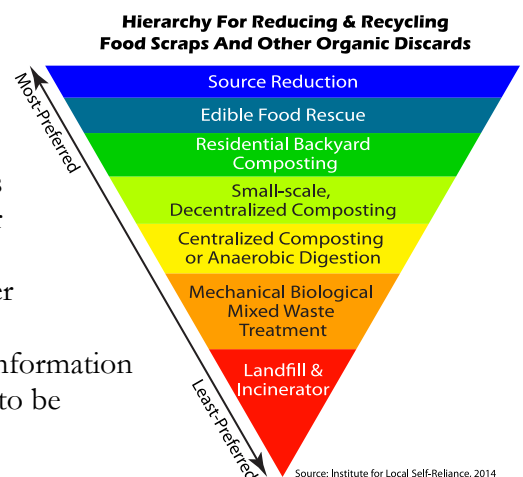 Hierarchy For Reducing & Recycling
Food Scraps And Other Organic Discards
Most-Preferred
Source Reduction
Edible Food Rescue
Residential Backyard
Composting
Small-scale,
Decentralized Composting
Centralized Composting
or Anaerobic Digestion
Mechanical Biological
Mixed Waste
Treatment
Landfill &
Incinerator
Least-Preferred
Source: Institute for Local Self-Reliance, 2014
nformation
to be